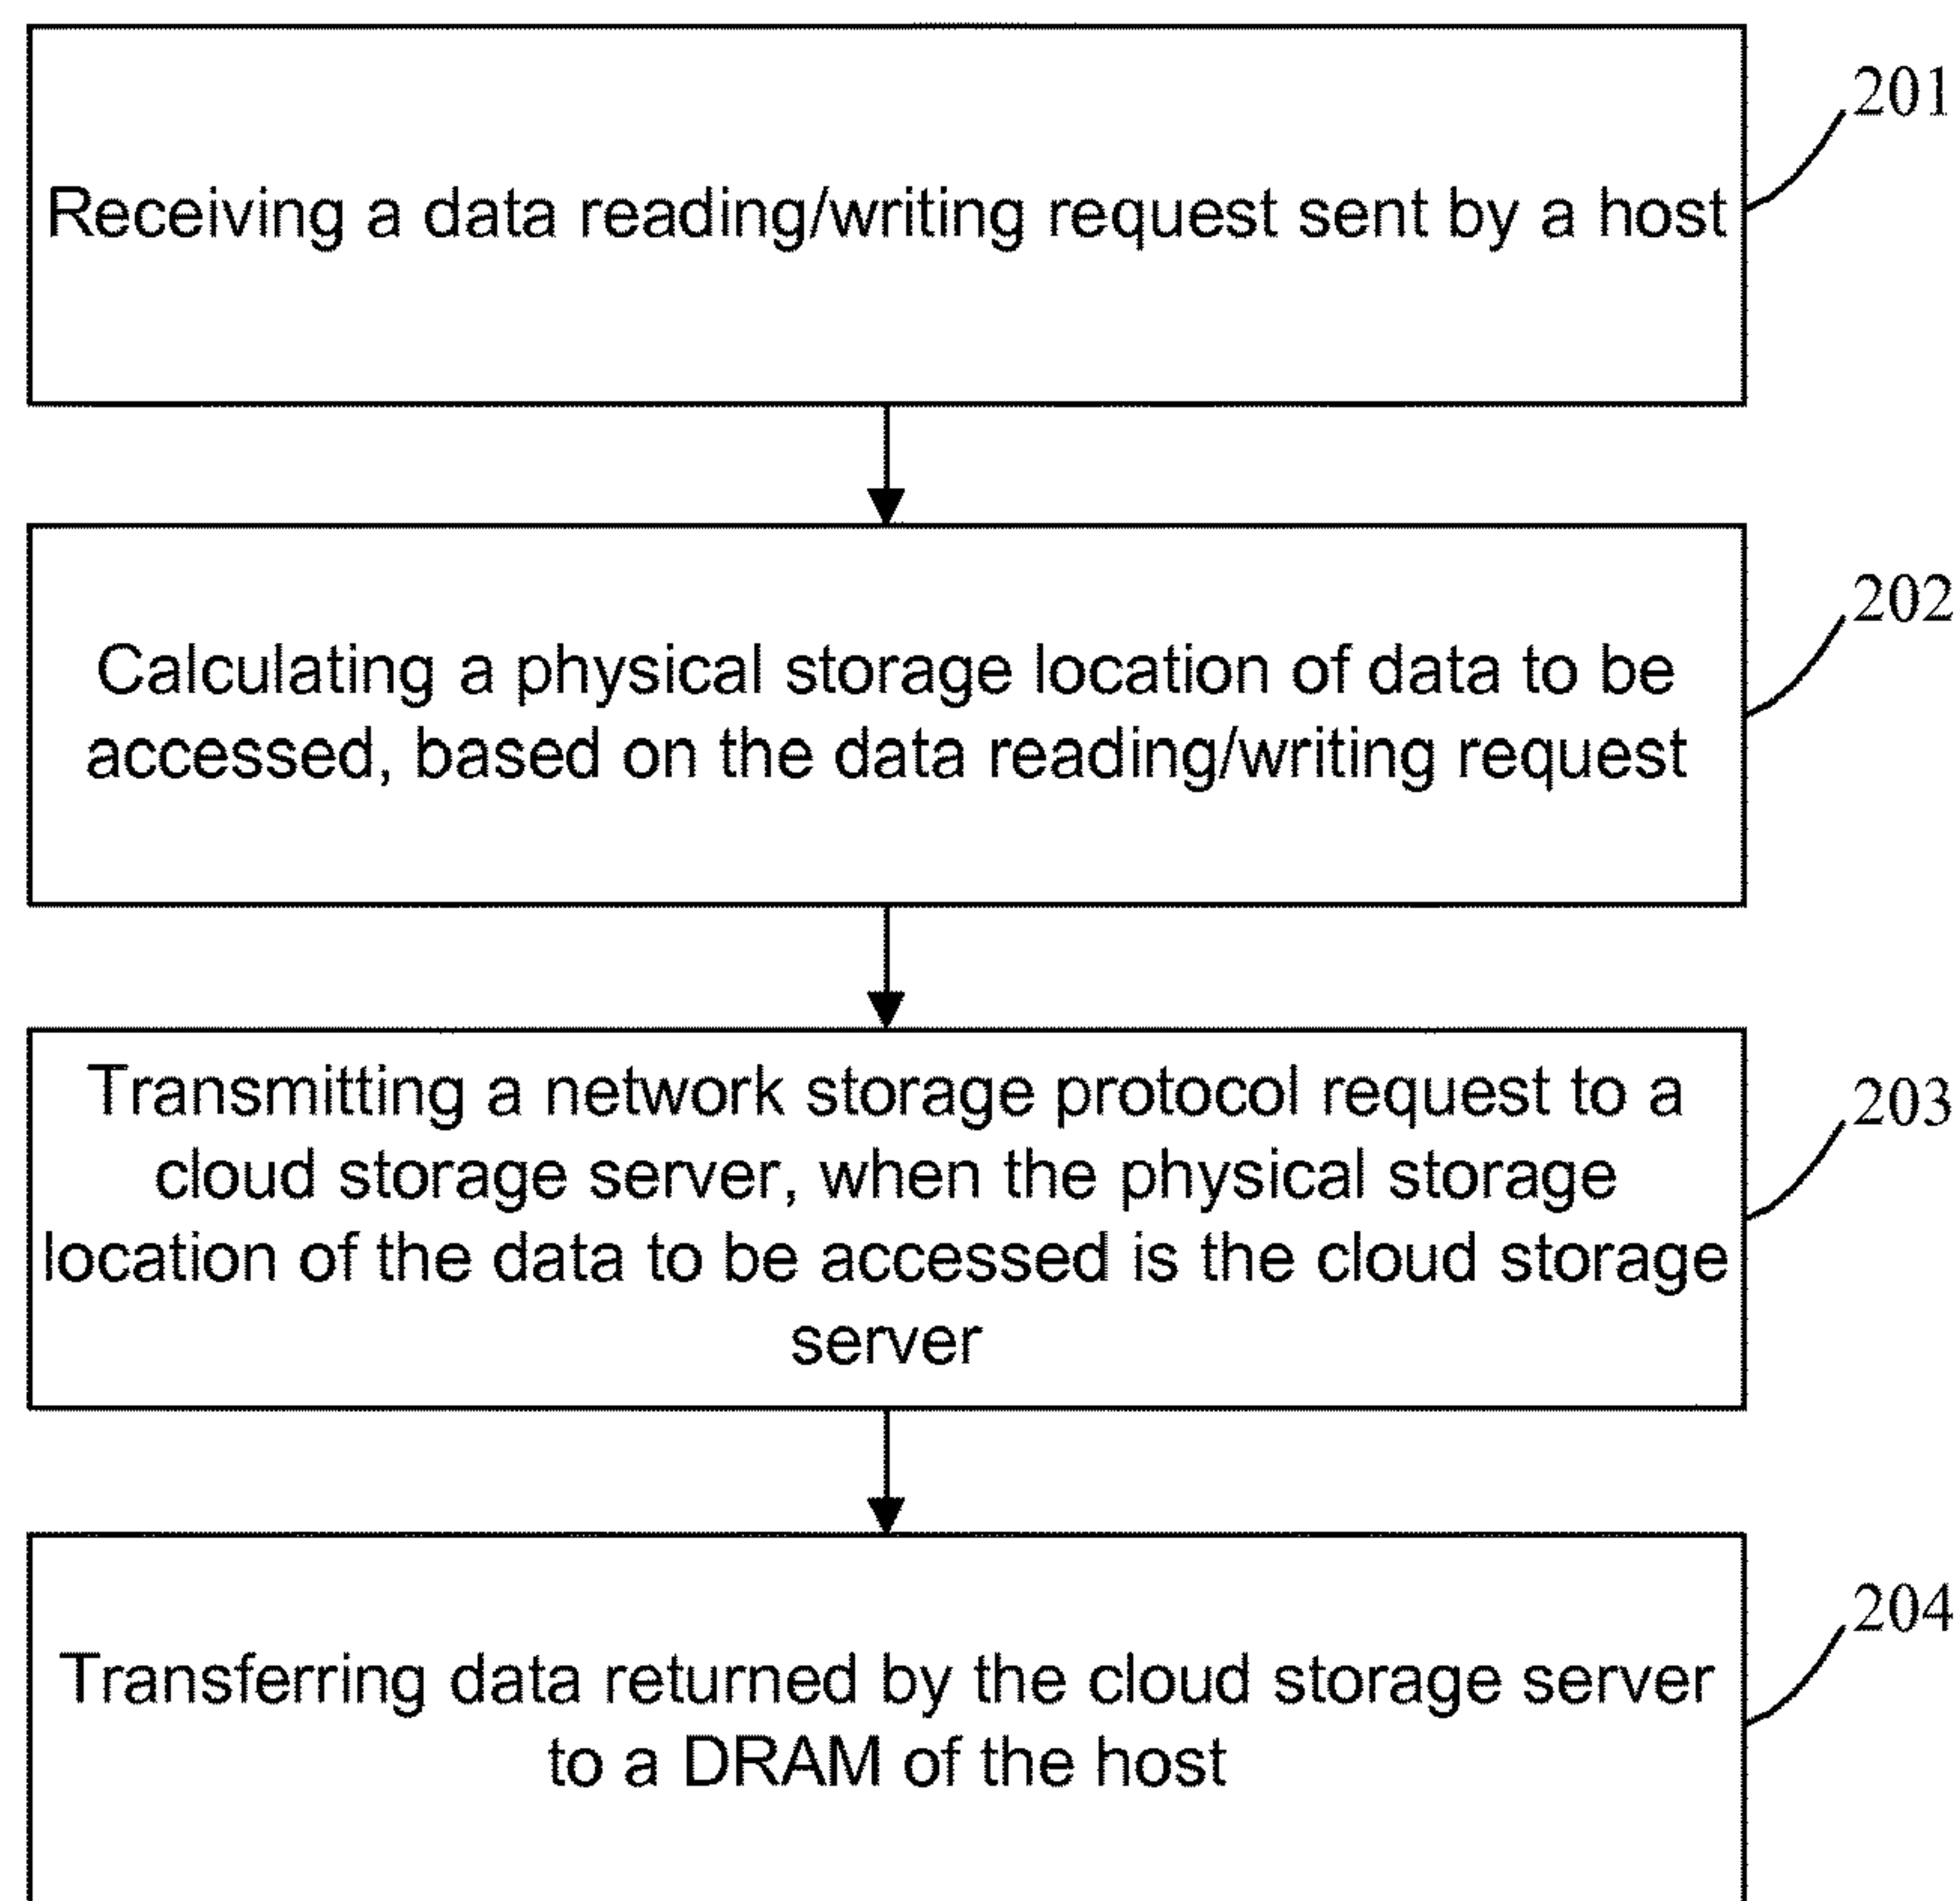 201
Receiving a data reading/writing request sent by a host
202
Calculating a physical storage location of data to be
accessed, based on the data reading/writing request
203
Transmitting a network storage protocol request to a
cloud storage server, when the physical storage
location of the data to be accessed is the cloud storage
server
204
Transferring data returned by the cloud storage server
to a DRAM of the host